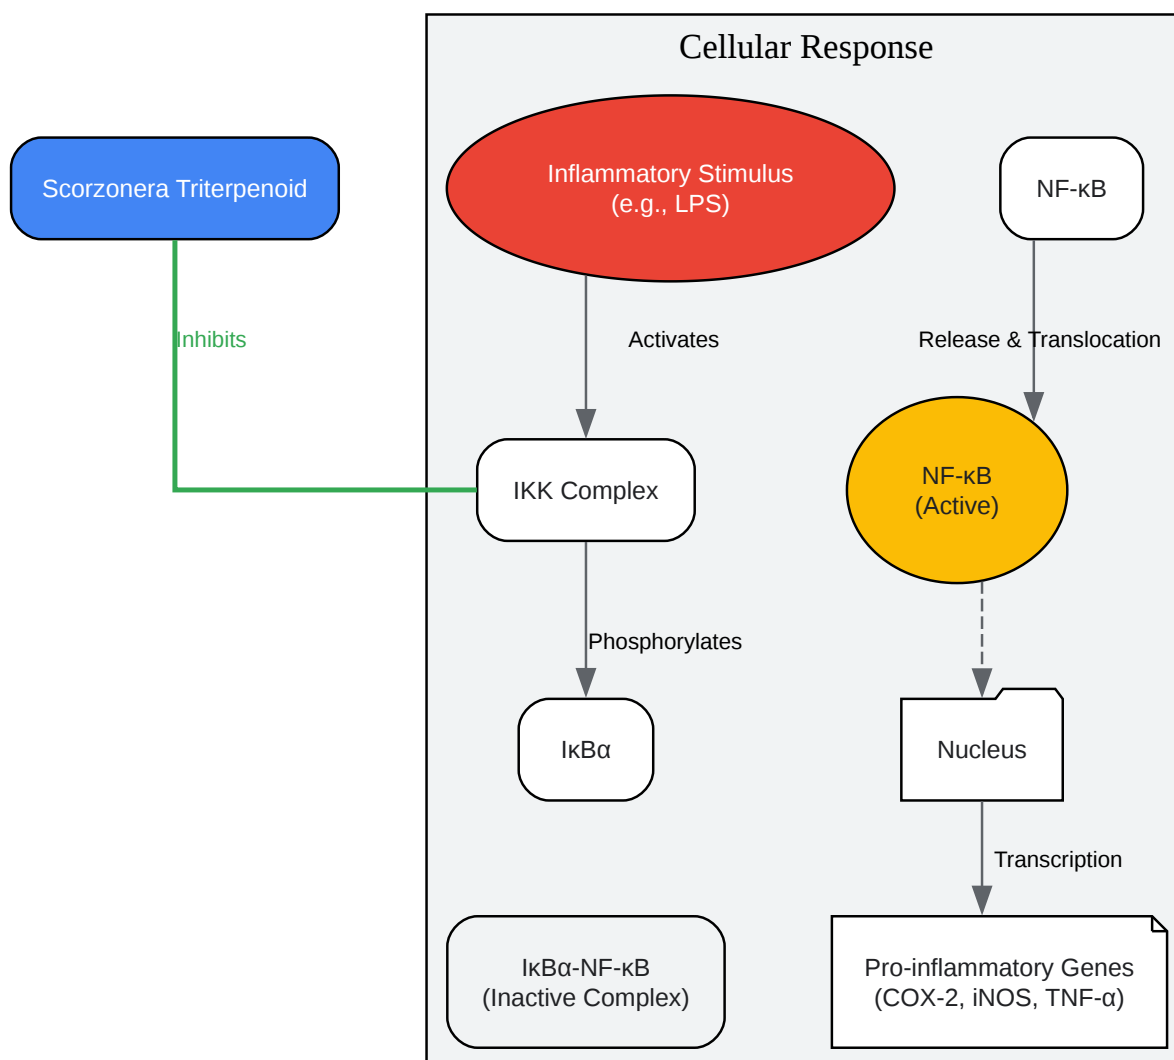 Cellular Response
Scorzonera Triterpenoid
Inflammatory Stimulus
(e.g., LPS)
NF-κB
Inhibits
Activates
Release & Translocation
IKK Complex
NF-κB
(Active)
Phosphorylates
IκBα
Nucleus
Transcription
IκBα-NF-κB
(Inactive Complex)
Pro-inflammatory Genes
(COX-2, iNOS, TNF-α)